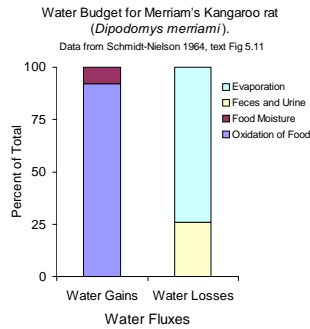 Water Budget for Merriam's Kangaroo rat
(Dipodomys merriami).
Data from Schmidt-Nielson 1964, text Fig 5.11
100
75
50
25
0
Percent of Total
Evaporation
Feces and Urine
Food Moisture
Oxidation of Food
Water Gains Water Losses
Water Fluxes